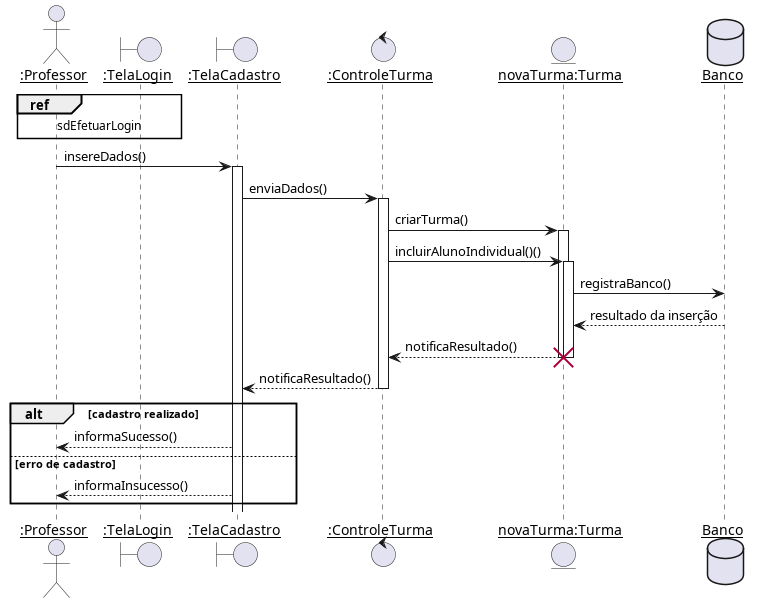 :Professor :TelaLogin :TelaCadastro :ControleTurma novaTurma:Turma Banco
ref
sdEfetuarLogin
insereDados()
enviaDados()
criarTurma()
incluirAlunoIndividual()()
registraBanco()
resultado da inserção
notificaResultado()
notificaResultado()
alt [cadastro realizado]
informaSucesso()
[erro de cadastro]
informaInsucesso()
:Professor :TelaLogin :TelaCadastro :ControleTurma novaTurma:Turma Banco